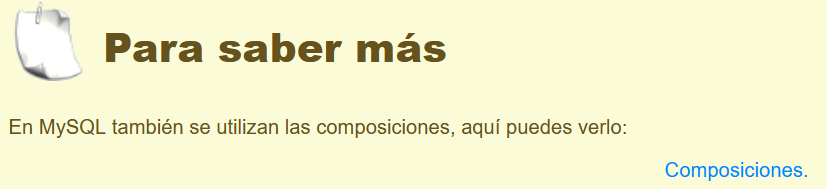 Para saber más
En MySQL también se utilizan las composiciones, aquí puedes verlo:
Composiciones.